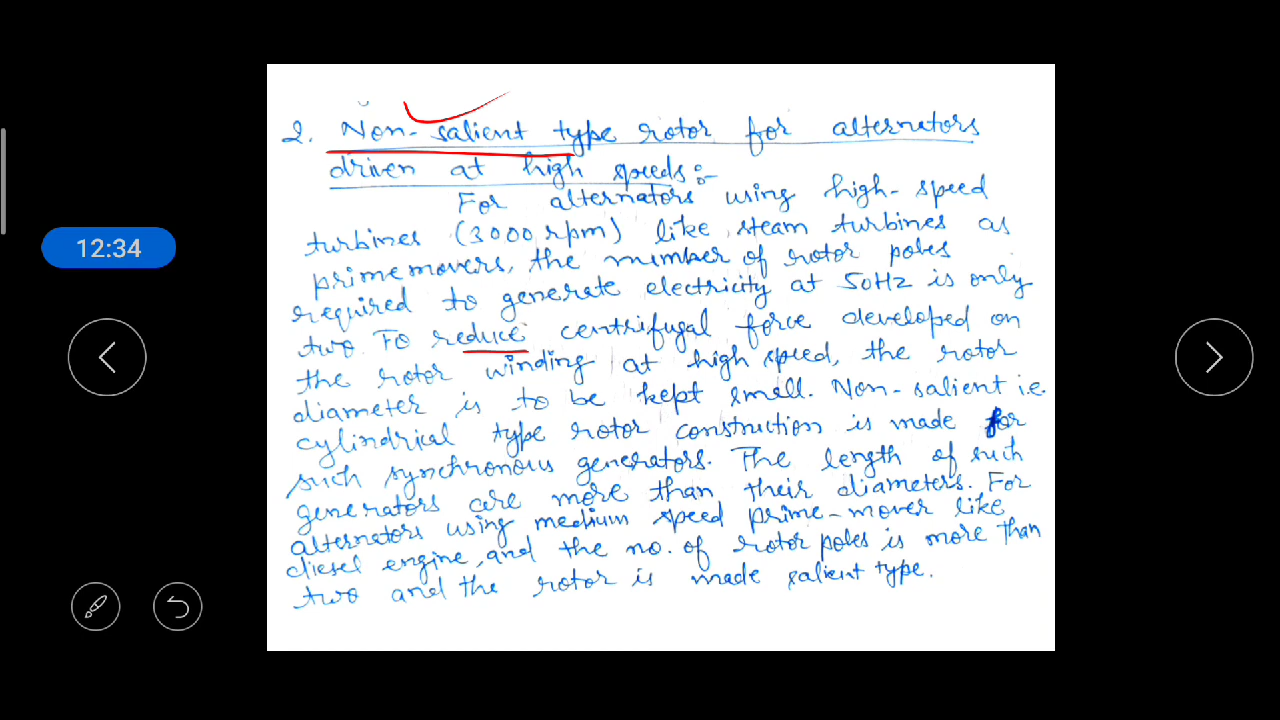 12:34
2. Non-salient type rotor for alternators
driven at high speeds:-
For alternators using high-speed
turbines (3000 rpm) like steam turbines as
primemovers, the number of rotor poles
required to generate electricity at 50Hz is only
two. To reduce centrifugal force developed on
the rotor winding at high speed, the rotor
diameter is to be kept small. Non-salient i.e.
cylindrical type rotor construction is made for
such synchronous generators. The length of such
generators are more than their diameters. For
alternators using medium speed prime-mover like
diesel engine, and the no. of rotor poles is more than
two and the rotor is made salient type.